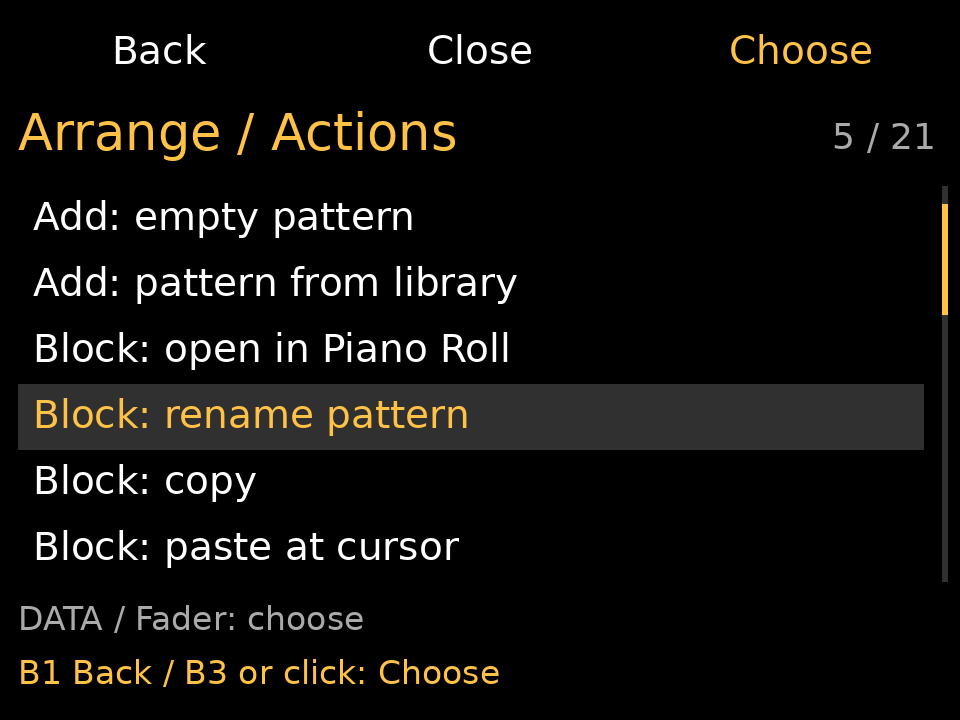 Back Close Choose
Arrange / Actions 5 / 21
Add: empty pattern
Add: pattern from library
Block: open in Piano Roll
Block: rename pattern
Block: copy
Block: paste at cursor
DATA / Fader: choose
B1 Back / B3 or click: Choose